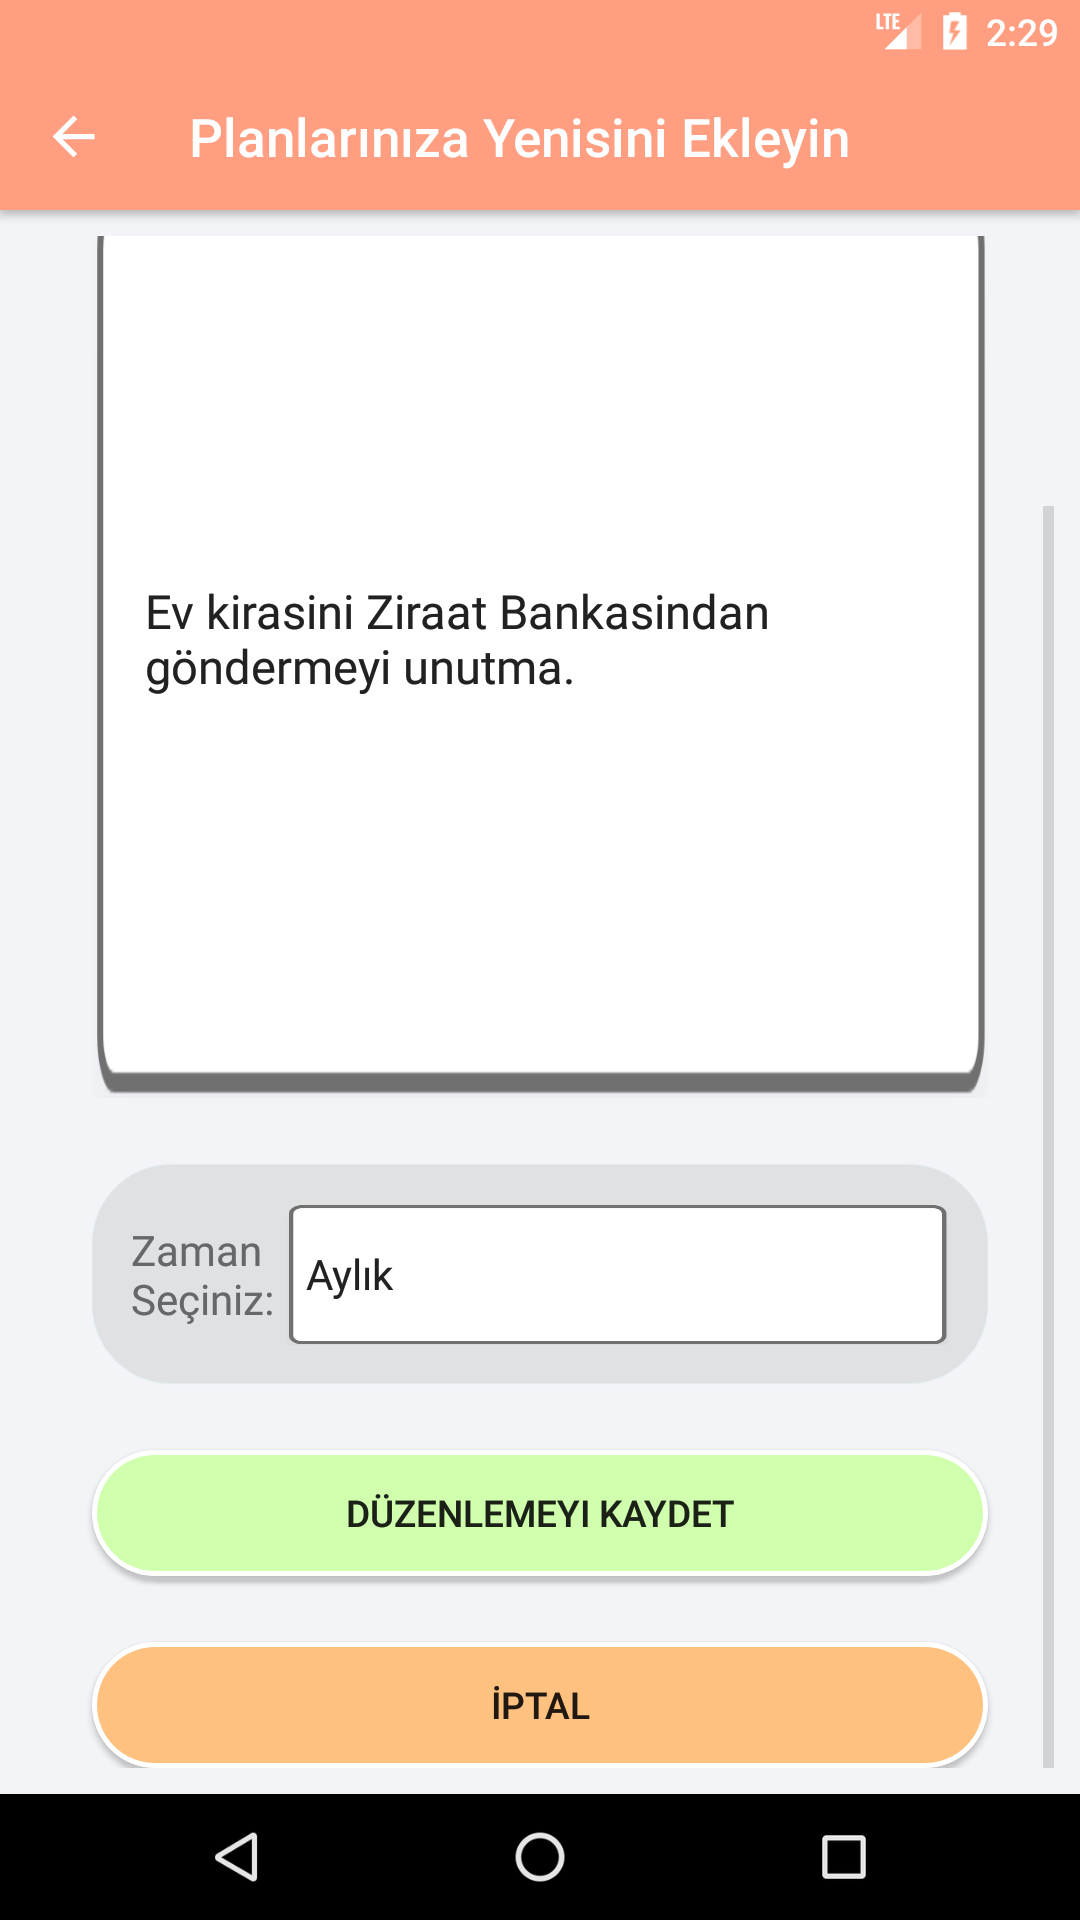 LTE 2:29
Planlarınıza Yenisini Ekleyin
Ev kirasini Ziraat Bankasindan
göndermeyi unutma.
Zaman
Seçiniz:
Aylık
DÜZENLEMEYI KAYDET
İPTAL